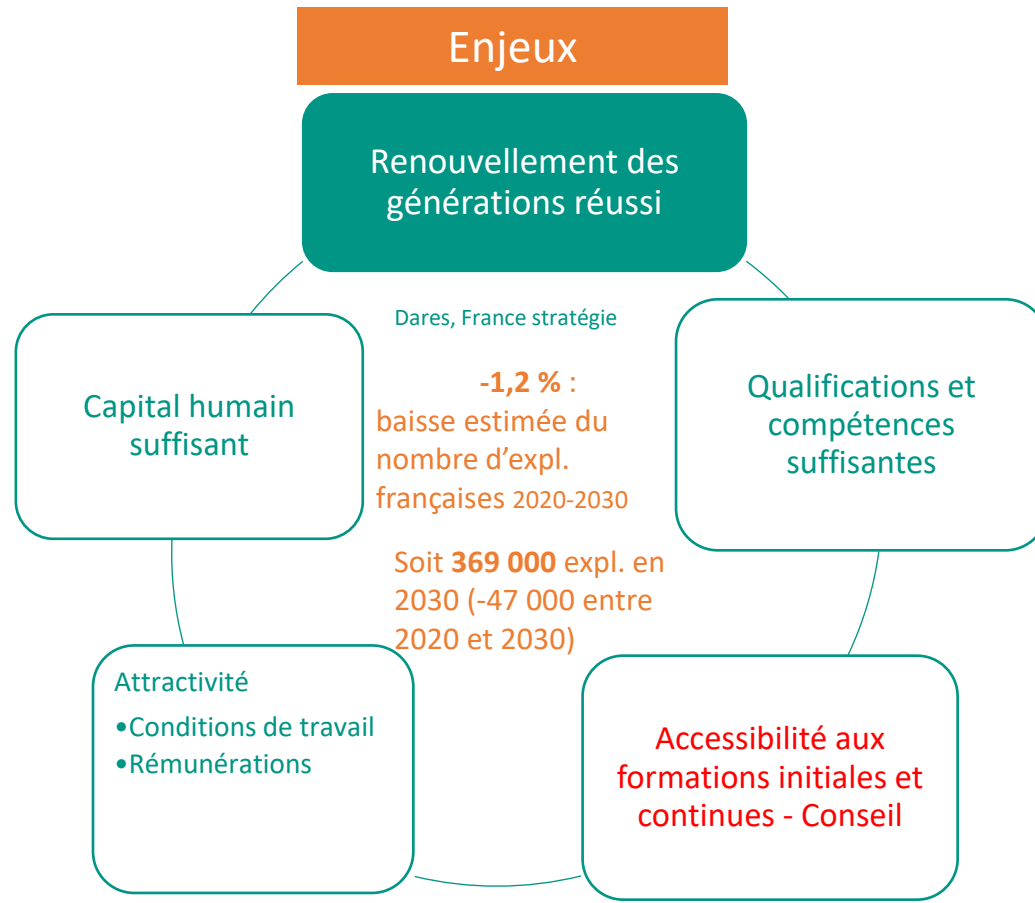 Enjeux
Renouvellement des
générations réussi
Dares, France stratégie
-1,2 % :
baisse estimée du
nombre d’expl.
françaises 2020-2030
Soit 369 000 expl. en
2030 (-47 000 entre
2020 et 2030)
Qualifications et
compétences
suffisantes
Accessibilité aux
formations initiales et
continues - Conseil
Attractivité
•Conditions de travail
•Rémunérations
Capital humain
suffisant